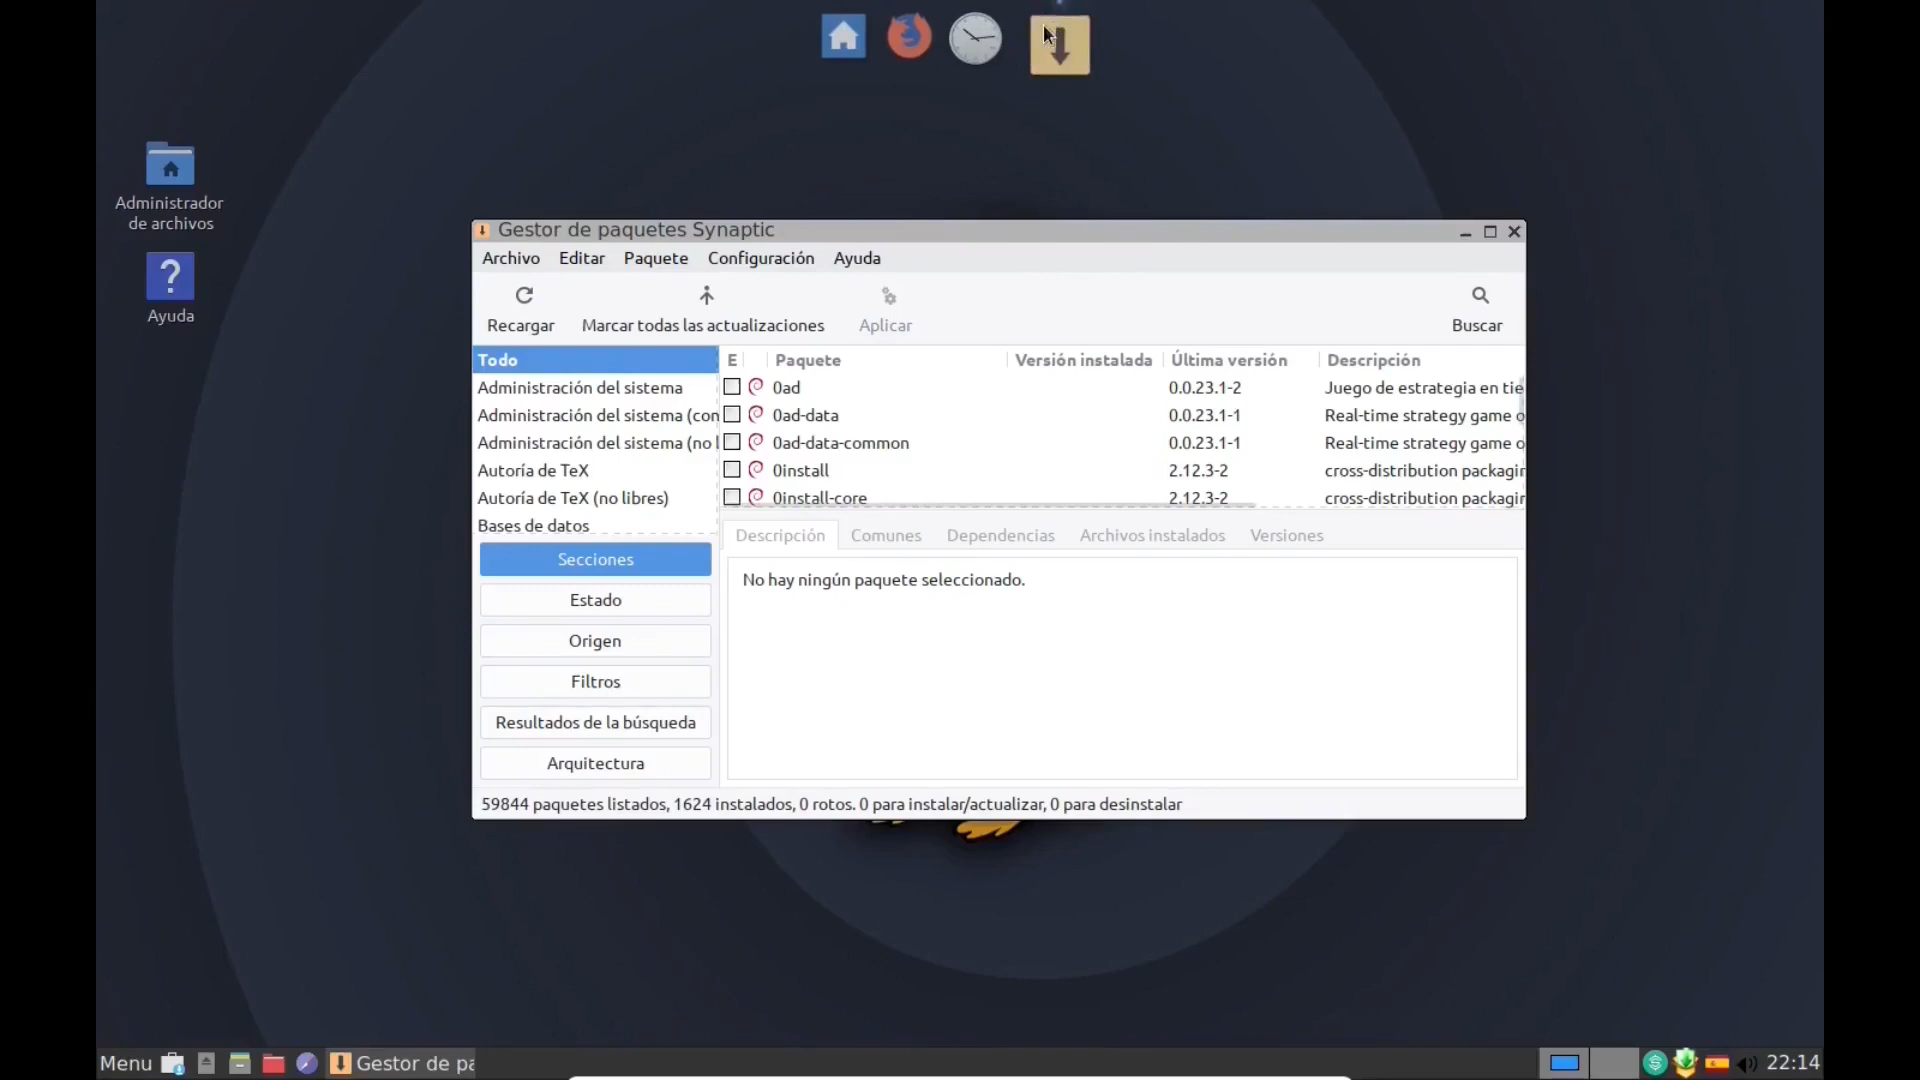 Administrador
de archivos
?
Ayuda
Gestor de paquetes Synaptic
Archivo Editar Paquete Configuración Ayuda
Recargar Marcar todas las actualizaciones Aplicar Buscar
Todo
Administración del sistema
Administración del sistema (con
Administración del sistema (no l
Autoría de TeX
Autoría de TeX (no libres)
Bases de datos
Secciones
Estado
Origen
Filtros
Resultados de la búsqueda
Arquitectura
E Paquete Versión instalada Última versión Descripción
0ad 0.0.23.1-2 Juego de estrategia en tie
0ad-data 0.0.23.1-1 Real-time strategy game o
0ad-data-common 0.0.23.1-1 Real-time strategy game o
0install 2.12.3-2 cross-distribution packagin
0install-core 2.12.3-2 cross-distribution packagin
Descripción Comunes Dependencias Archivos instalados Versiones
No hay ningún paquete seleccionado.
59844 paquetes listados, 1624 instalados, 0 rotos. 0 para instalar/actualizar, 0 para desinstalar
Menu Gestor de pa 22:14